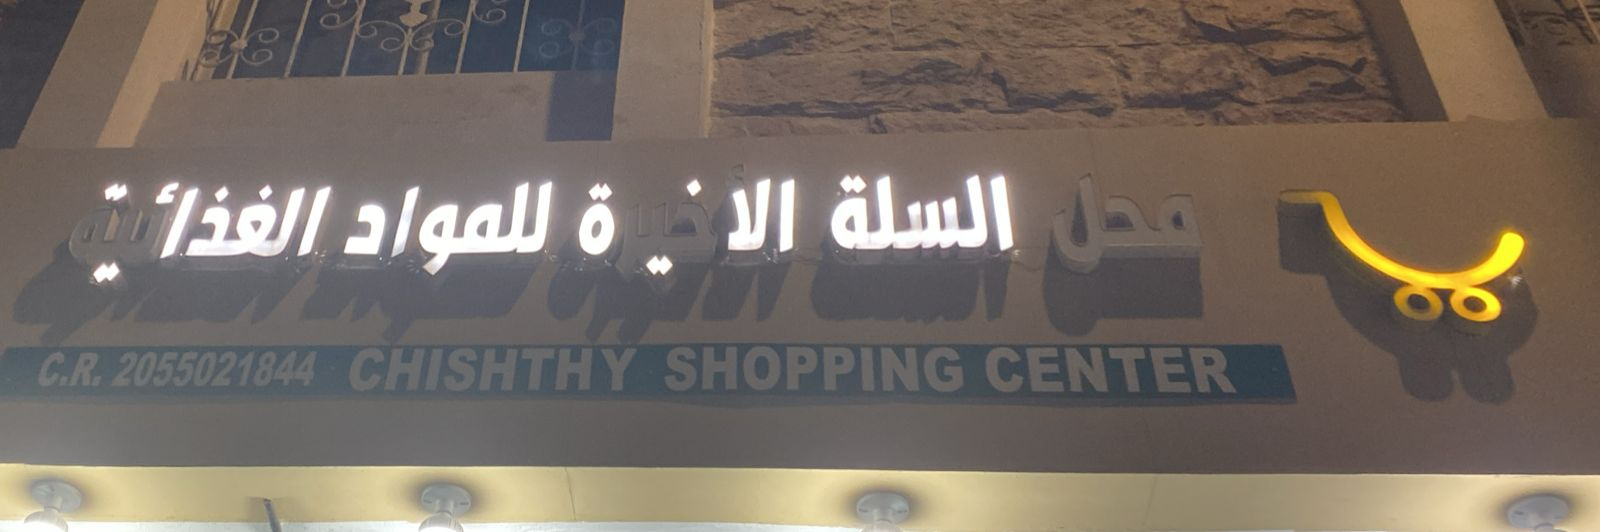 محل السلة الأخيرة للمواد الغذائية
C.R. 2055021844 CHISHTHY SHOPPING CENTER